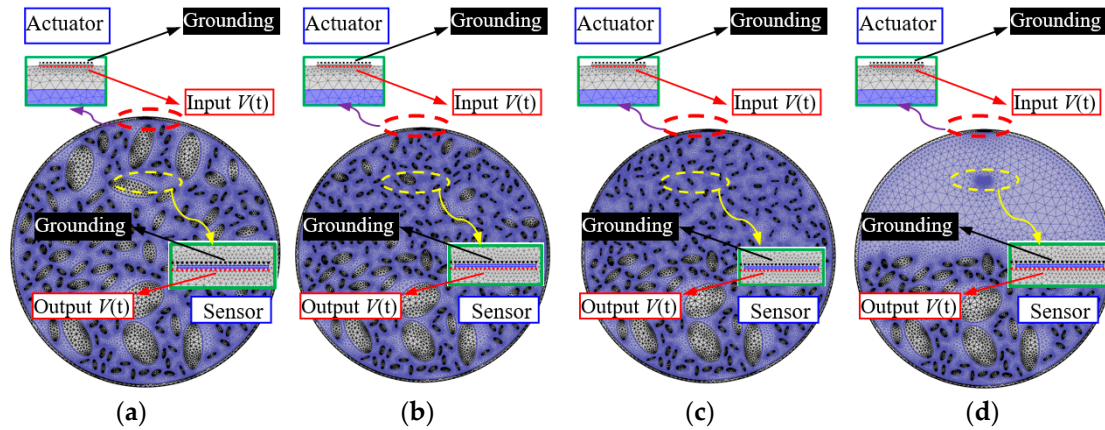 Actuator
Grounding
Input V(t)
Grounding
Output V(t)
Sensor
(a)
Actuator
Grounding
Input V(t)
Grounding
Output V(t)
Sensor
(b)
Actuator
Grounding
Input V(t)
Grounding
Output V(t)
Sensor
(c)
Actuator
Grounding
Input V(t)
Grounding
Output V(t)
Sensor
(d)